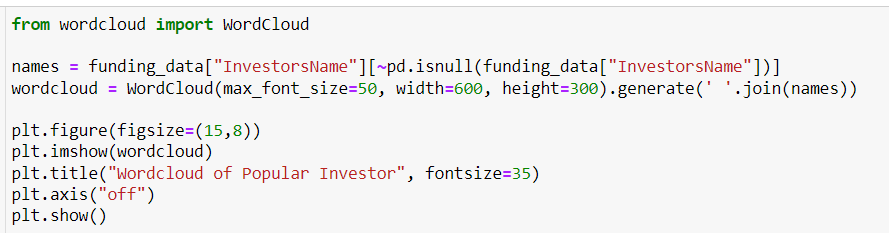 from wordcloud import WordCloud
names = funding_data["InvestorsName"][~pd.isnull(funding_data["InvestorsName"])]
wordcloud = WordCloud(max_font_size=50, width=600, height=300).generate(' '.join(names))
plt.figure(figsize=(15,8))
plt.imshow(wordcloud)
plt.title("Wordcloud of Popular Investor", fontsize=35)
plt.axis("off")
plt.show()